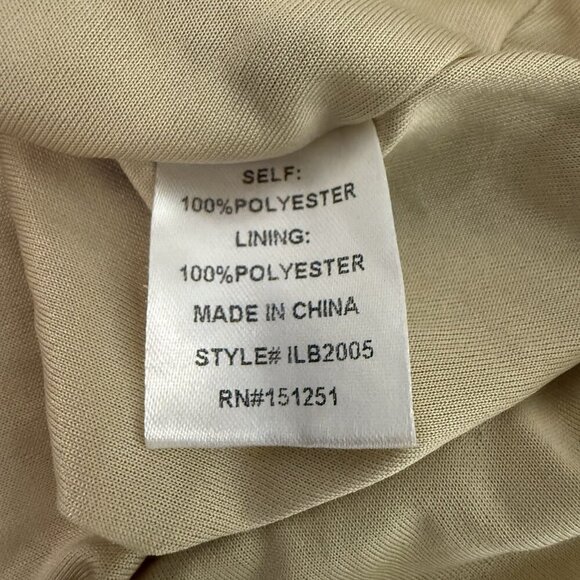 SELF:
100%POLYESTER
LINING:
100%POLYESTER
MADE IN CHINA
STYLE# ILB2005
RN#151251